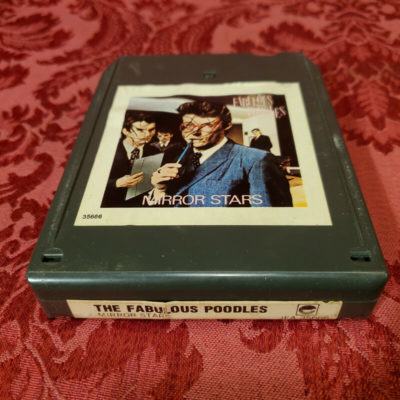 FABULOUS
POODLES
MIRROR STARS
35666
THE FABULOUS POODLES
MIRROR STARS